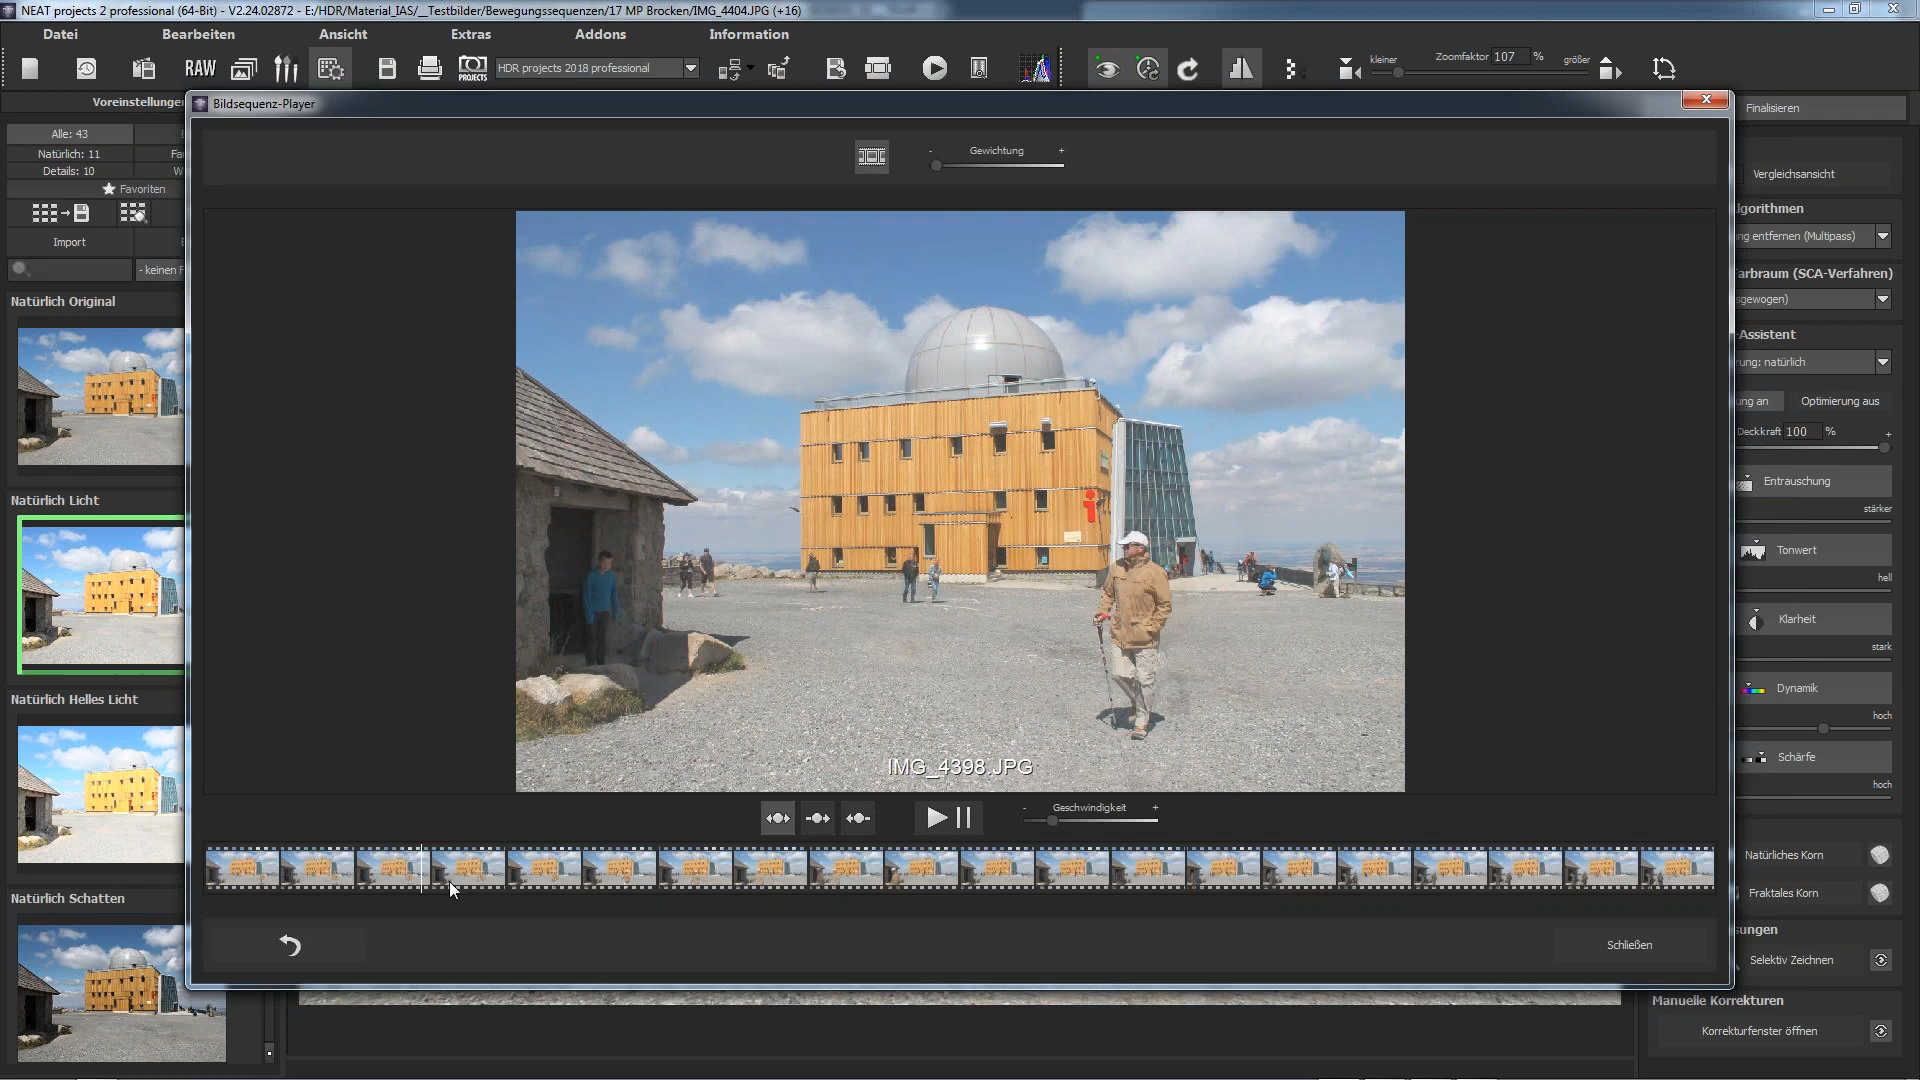 NEAT projects 2 professional (64-Bit) - V2.24.02872 - E:/HDR/Material_IAS/__Testbilder/Bewegungssequenzen/17 MP Brocken/IMG_4404.JPG (+16)
Datei Bearbeiten Ansicht Extras Addons Information
RAW PROJECTS HDR projects 2018 professional kleiner Zoomfaktor 107 % größer
Voreinstellungen
Bildsequenz-Player
Finalisieren
Alle: 43
Natürlich: 11
Details: 10
Favoriten
Import
- keinen F
- Gewichtung +
Vergleichsansicht
lgorithmen
ng entfernen (Multipass)
arbraum (SCA-Verfahren)
sgewogen)
-Assistent
rung: natürlich
ung an Optimierung aus
Deckkraft 100 %
+
Entrauschung
stärker
Tonwert
hell
Klarheit
stark
Dynamik
hoch
Schärfe
hoch
Natürliches Korn
Fraktales Korn
sungen
Selektiv Zeichnen
Manuelle Korrekturen
Korrekturfenster öffnen
Natürlich Original
Natürlich Licht
Natürlich Helles Licht
Natürlich Schatten
i
IMG_4398.JPG
- Geschwindigkeit +
Schließen